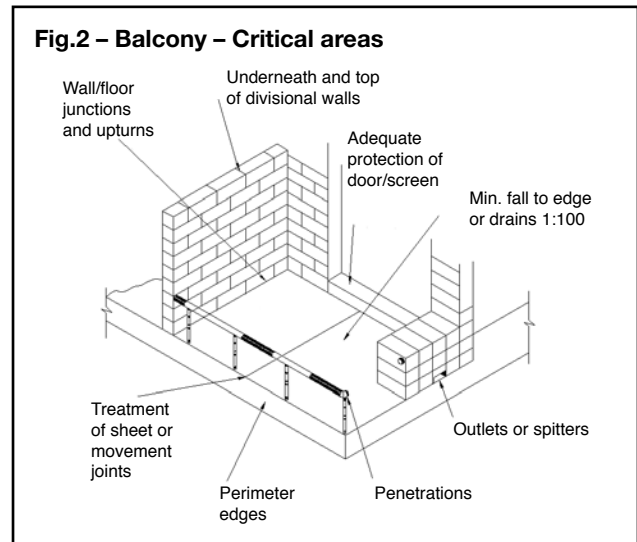 Fig.2 – Balcony – Critical areas
Underneath and top
of divisional walls
Wall/floor
junctions
and upturns
Adequate
protection of
door/screen
Min. fall to edge
or drains 1:100
Treatment
of sheet or
movement
joints
Perimeter
edges
Penetrations
Outlets or spitters